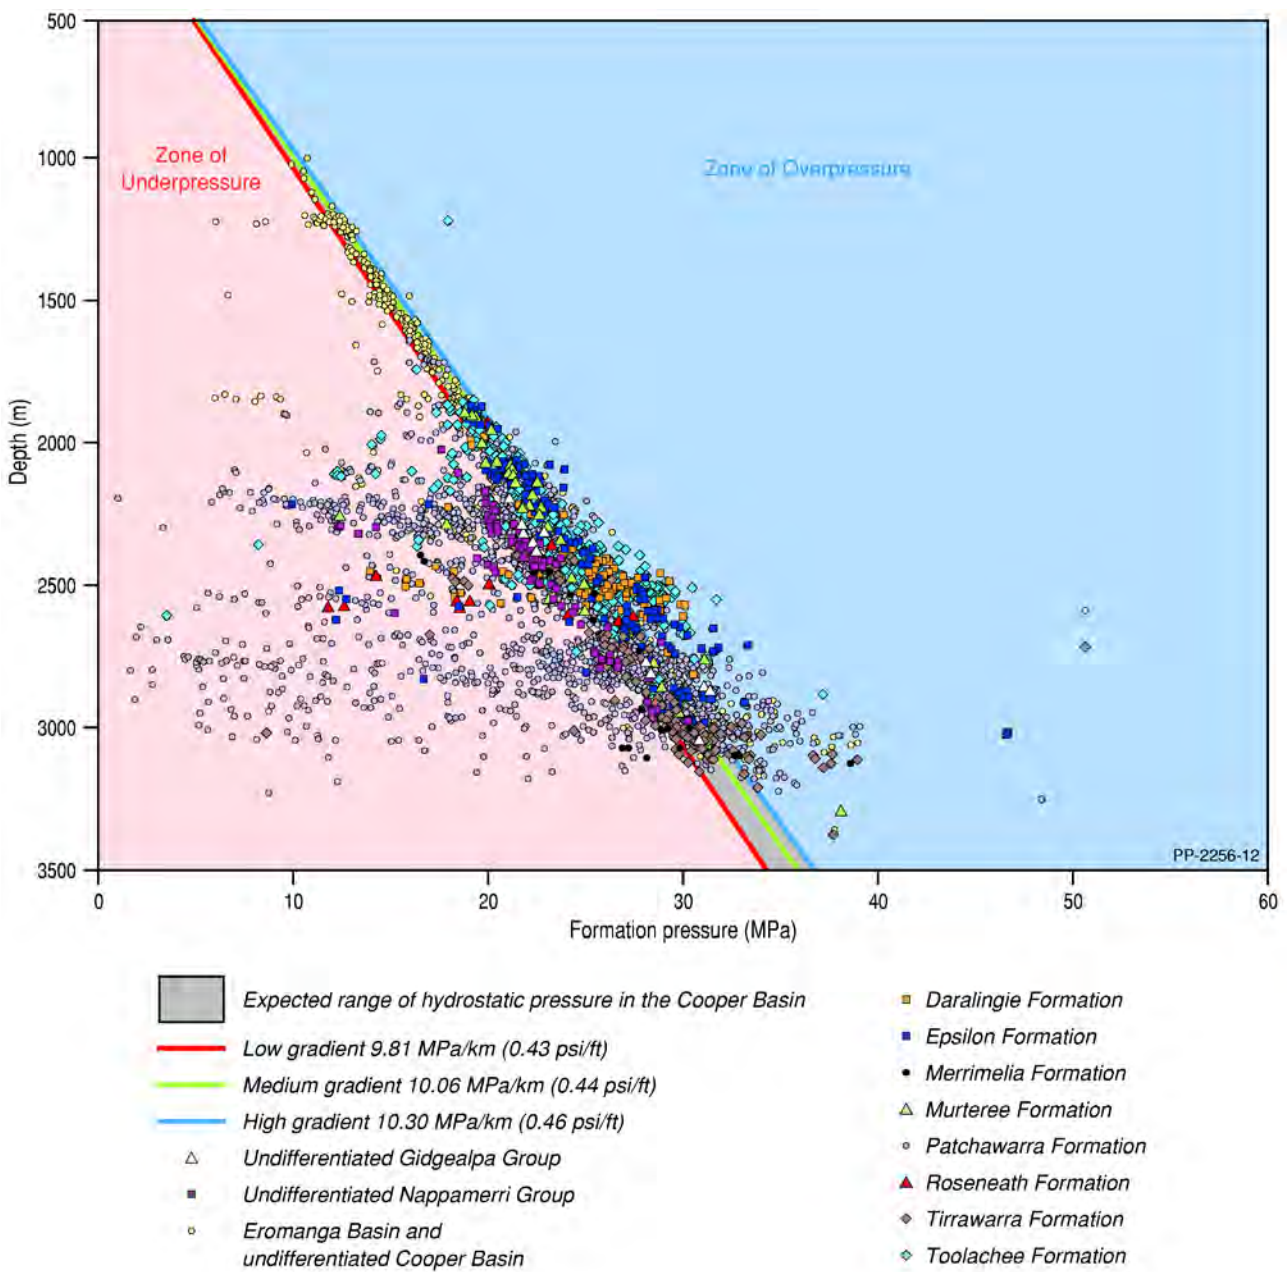 500
1000
1500
2000
2500
3000
3500
Depth (m)
Zone of
Underpressure
Zone of Overpressure
PP-2256-12
0
10
20
30
40
50
60
Formation pressure (MPa)
Expected range of hydrostatic pressure in the Cooper Basin
Low gradient 9.81 MPa/km (0.43 psi/ft)
Medium gradient 10.06 MPa/km (0.44 psi/ft)
High gradient 10.30 MPa/km (0.46 psi/ft)
Undifferentiated Gidgealpa Group
Undifferentiated Nappamerri Group
Eromanga Basin and
undifferentiated Cooper Basin
Daralingie Formation
Epsilon Formation
Merrimelia Formation
Murteree Formation
Patchawarra Formation
Roseneath Formation
Tirrawarra Formation
Toolachee Formation